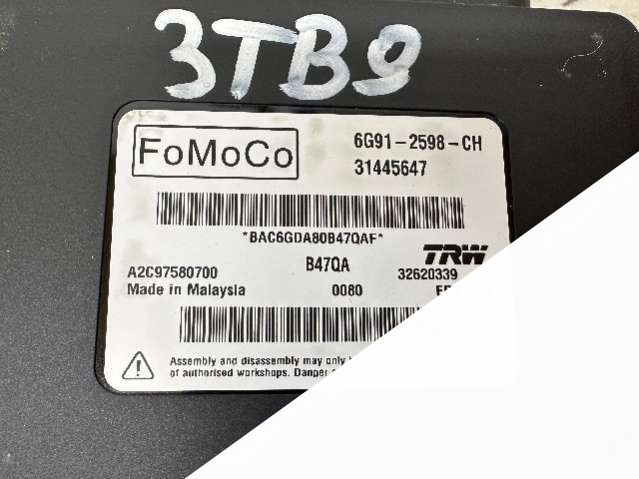 3TB9
FoMoCo
6G91-2598-CH
31445647
*BAC6GDA80B47QAF*
B47QA
TRW
A2C97580700
32620339
Made in Malaysia
0080
Assembly and disassembly may only
of authorised workshops. Danger